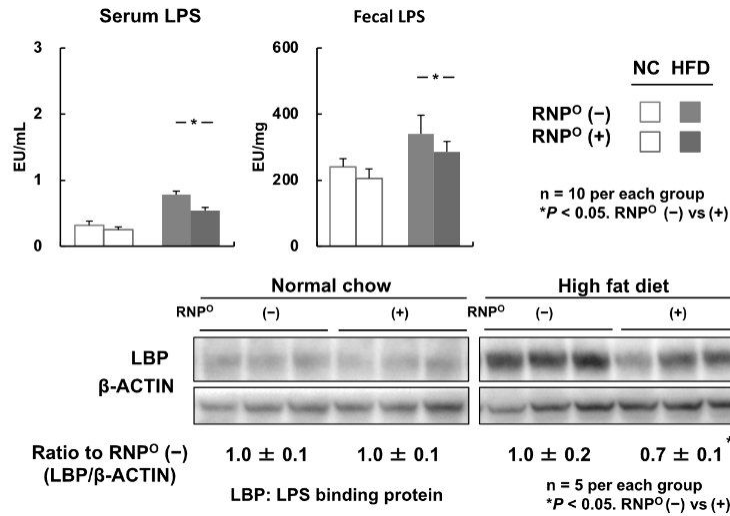 Serum LPS
Fecal LPS
3
2
1
0
EU/mL
600
400
200
0
EU/mg
*
*
NC HFD
RNPᴼ (−)
RNPᴼ (+)
n = 10 per each group
*P < 0.05. RNPᴼ (−) vs (+)
Normal chow
High fat diet
RNPᴼ (−) (+)
RNPᴼ (−) (+)
LBP
β-ACTIN
Ratio to RNPᴼ (−) 1.0 ± 0.1 1.0 ± 0.1 1.0 ± 0.2 0.7 ± 0.1*
(LBP/β-ACTIN)
LBP: LPS binding protein
n = 5 per each group
*P < 0.05. RNPᴼ (−) vs (+)